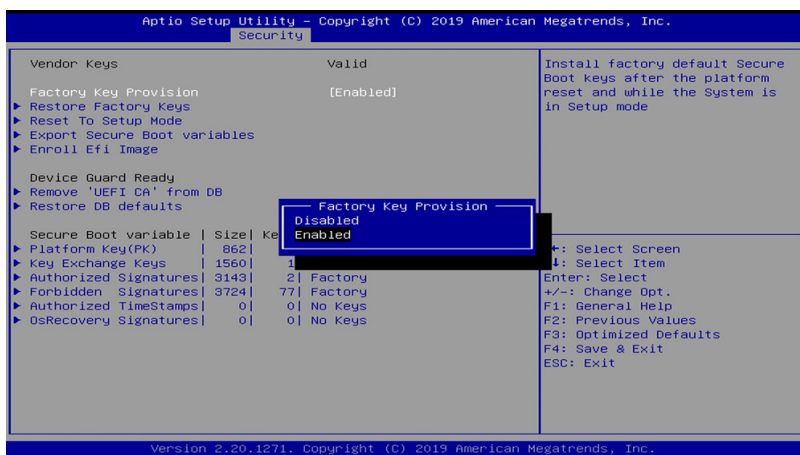 Aptio Setup Utility – Copyright (C) 2019 American Megatrends, Inc.
Security
Vendor Keys Valid
Factory Key Provision [Enabled]
Restore Factory Keys
Reset To Setup Mode
Export Secure Boot variables
Enroll Efi Image
Device Guard Ready
Remove 'UEFI CA' from DB
Restore DB defaults
Secure Boot variable | Size| Ke
Platform Key(PK) | 862|
Key Exchange Keys | 1560| 1
Authorized Signatures| 3143| 2| Factory
Forbidden Signatures| 3724| 77| Factory
Authorized TimeStamps| 0| 0| No Keys
OsRecovery Signatures| 0| 0| No Keys
Factory Key Provision
Disabled
Enabled
Install factory default Secure
Boot keys after the platform
reset and while the System is
in Setup mode
: Select Screen
: Select Item
Enter: Select
+/-: Change Opt.
F1: General Help
F2: Previous Values
F3: Optimized Defaults
F4: Save & Exit
ESC: Exit
Version 2.20.1271. Copyright (C) 2019 American Megatrends, Inc.